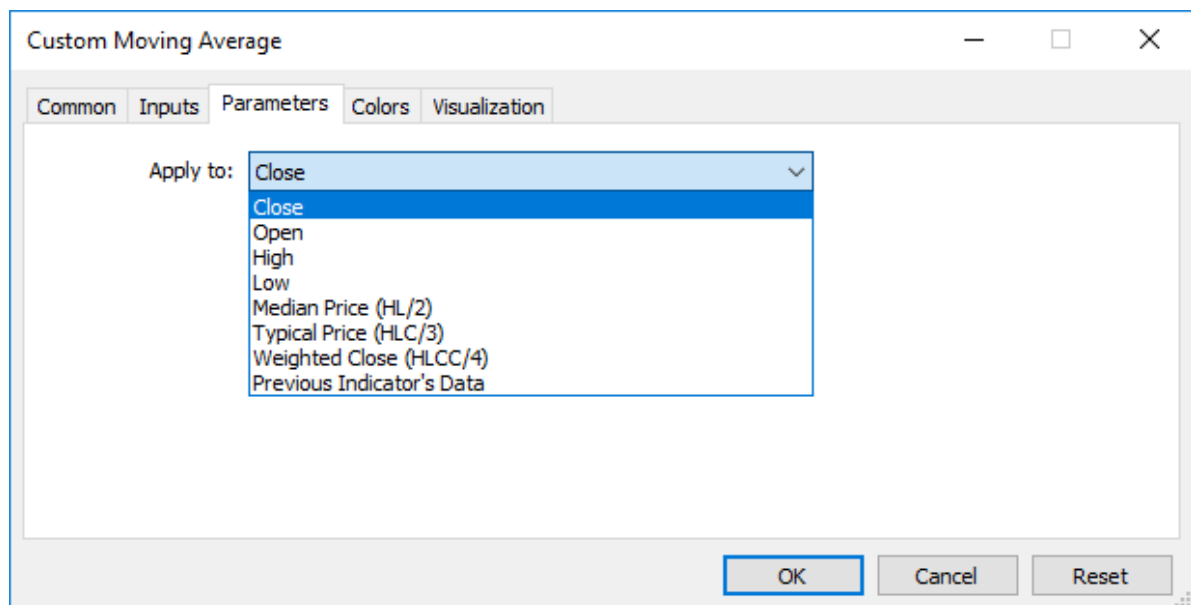 Custom Moving Average
Common Inputs Parameters Colors Visualization
Apply to: Close
Close
Open
High
Low
Median Price (HL/2)
Typical Price (HLC/3)
Weighted Close (HLCC/4)
Previous Indicator's Data
OK Cancel Reset